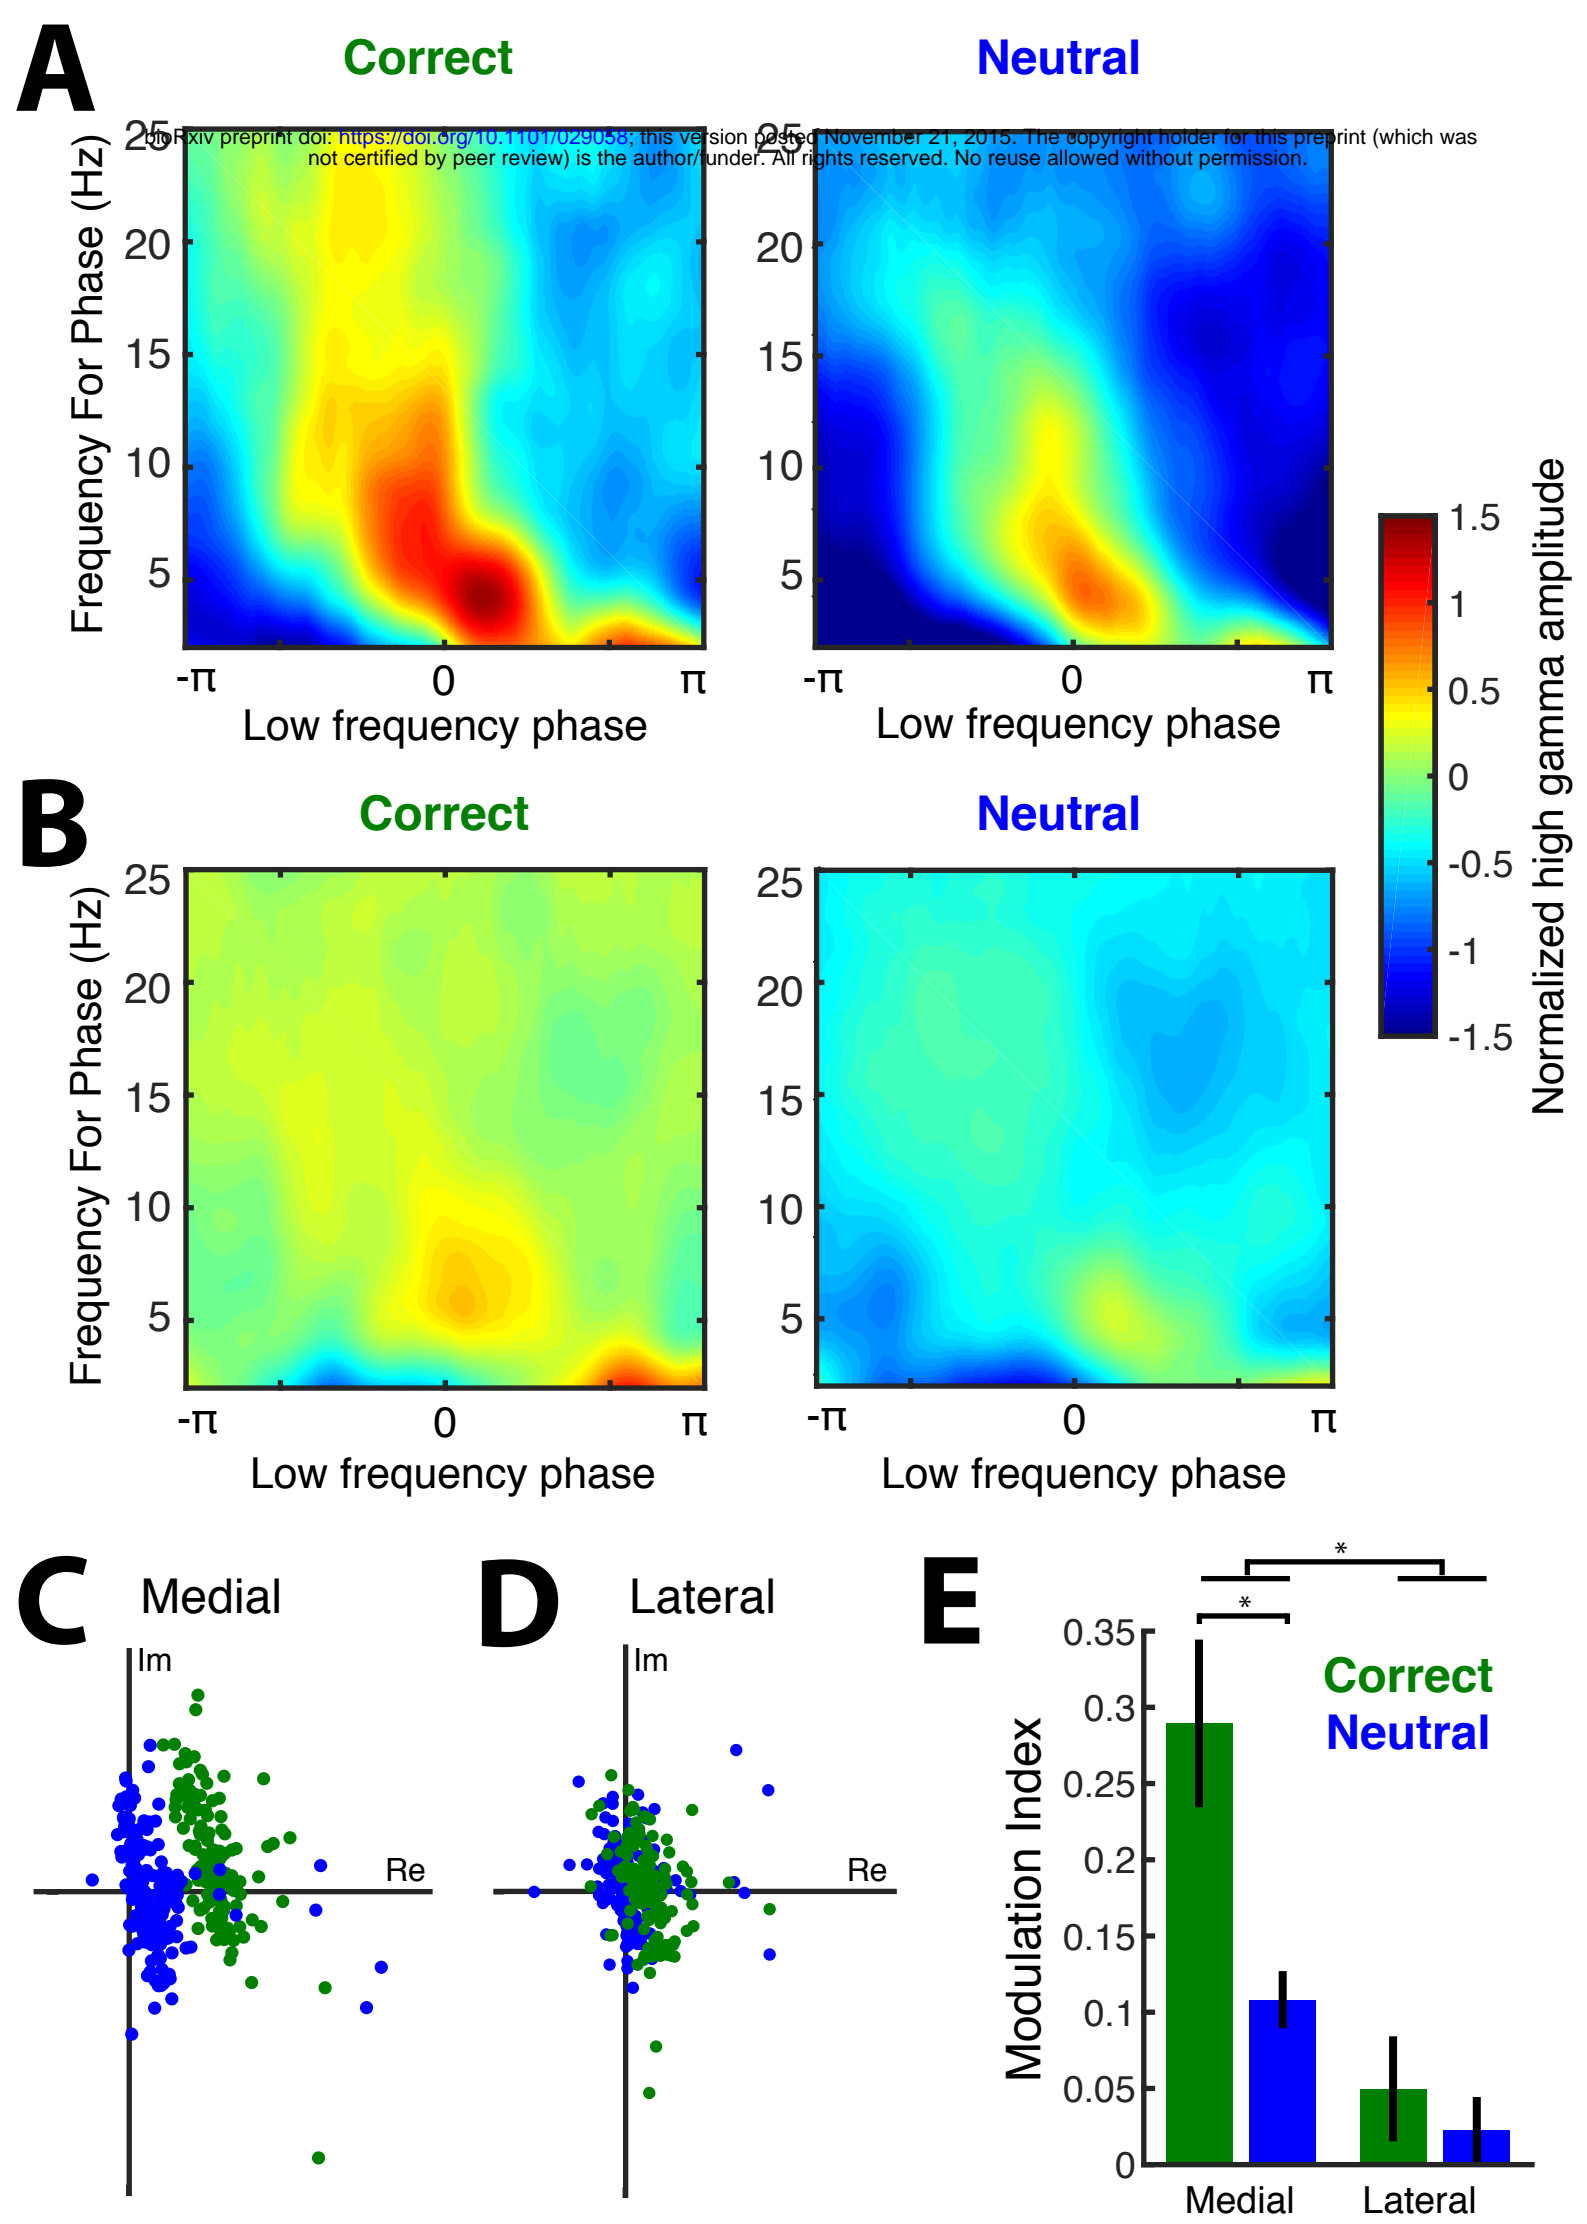 A
Correct
Neutral
bioRxiv preprint doi: https://doi.org/10.1101/029058; this version posted November 21, 2015. The copyright holder for this preprint (which was
not certified by peer review) is the author/funder. All rights reserved. No reuse allowed without permission.
Frequency For Phase (Hz)
25
20
15
10
5
-π
0
π
Low frequency phase
25
20
15
10
5
-π
0
π
Low frequency phase
1.5
1
0.5
0
-0.5
-1
-1.5
Normalized high gamma amplitude
B
Correct
Neutral
Frequency For Phase (Hz)
25
20
15
10
5
-π
0
π
Low frequency phase
25
20
15
10
5
-π
0
π
Low frequency phase
C
Medial
Im
Re
D
Lateral
Im
Re
E
*
*
Correct
Neutral
Modulation Index
0.35
0.3
0.25
0.2
0.15
0.1
0.05
0
Medial
Lateral